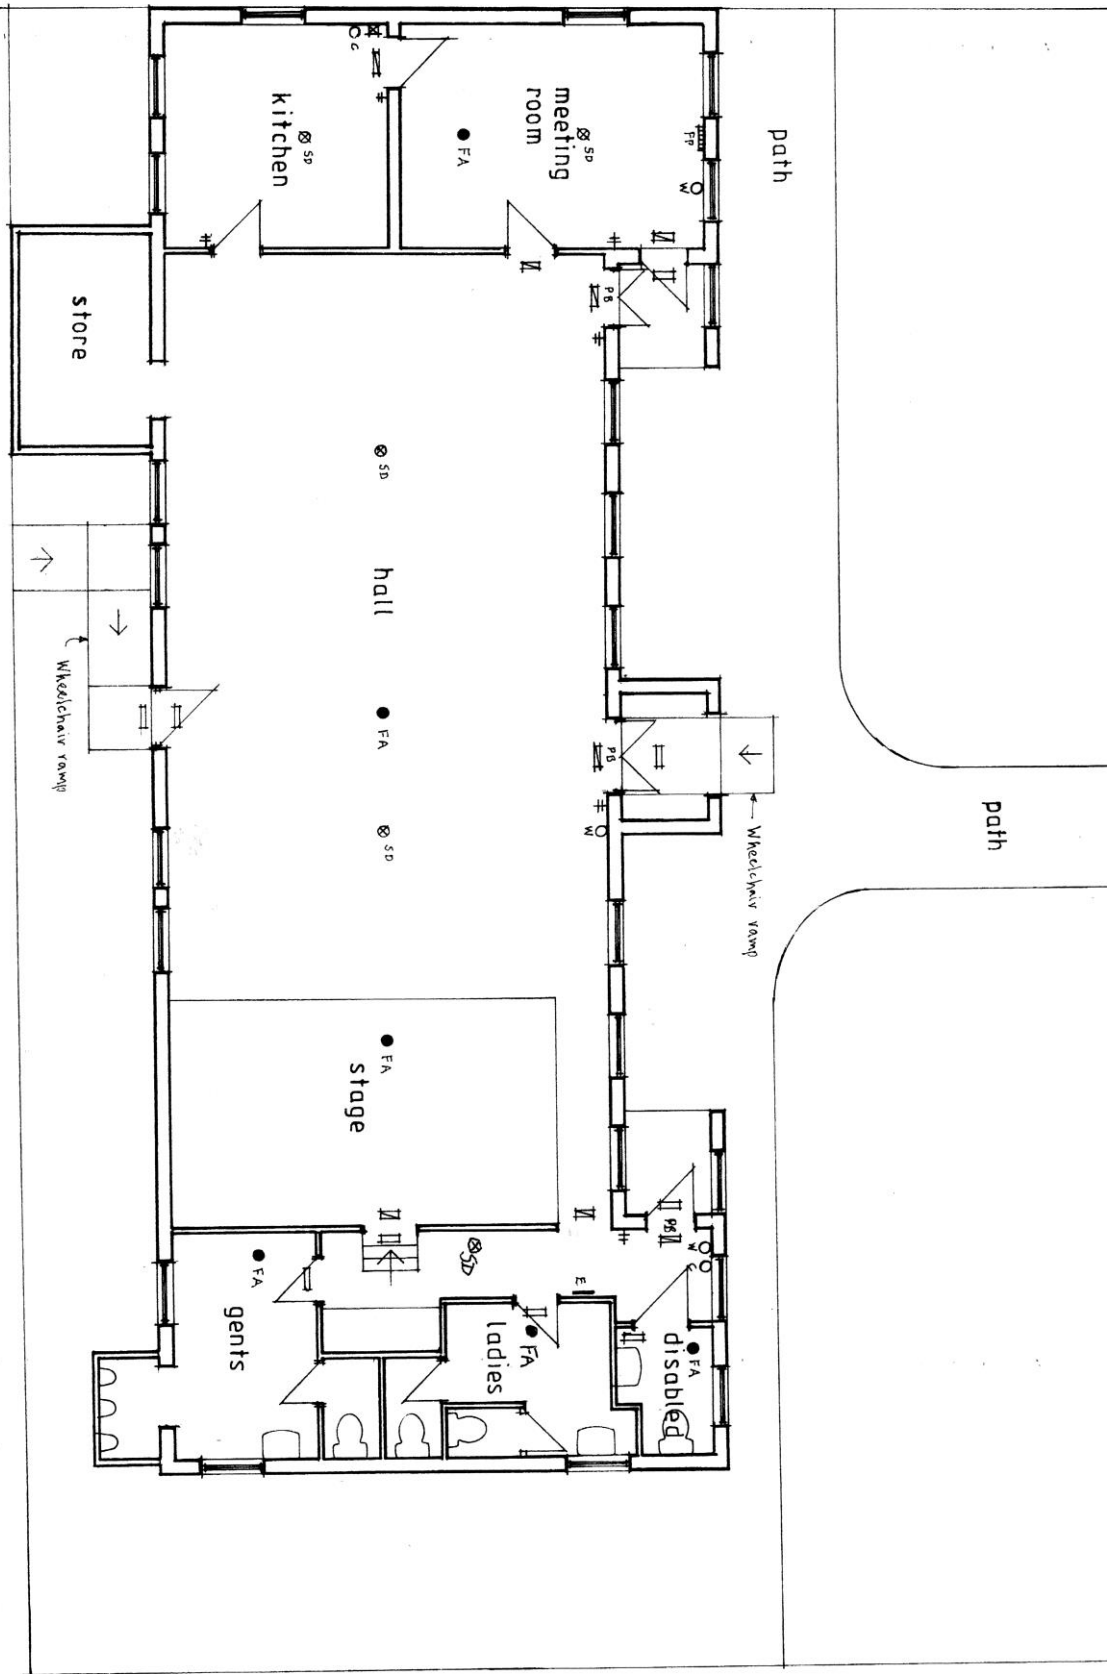 path
path
meeting
room
SD
FA
FP
W
kitchen
SD
C
PB
store
SD
hall
FA
SD
PB
W
Wheelchair ramp
Wheelchair ramp
FA
stage
SD
E
PB
W
C
FA
gents
FA
ladies
FA
disabled